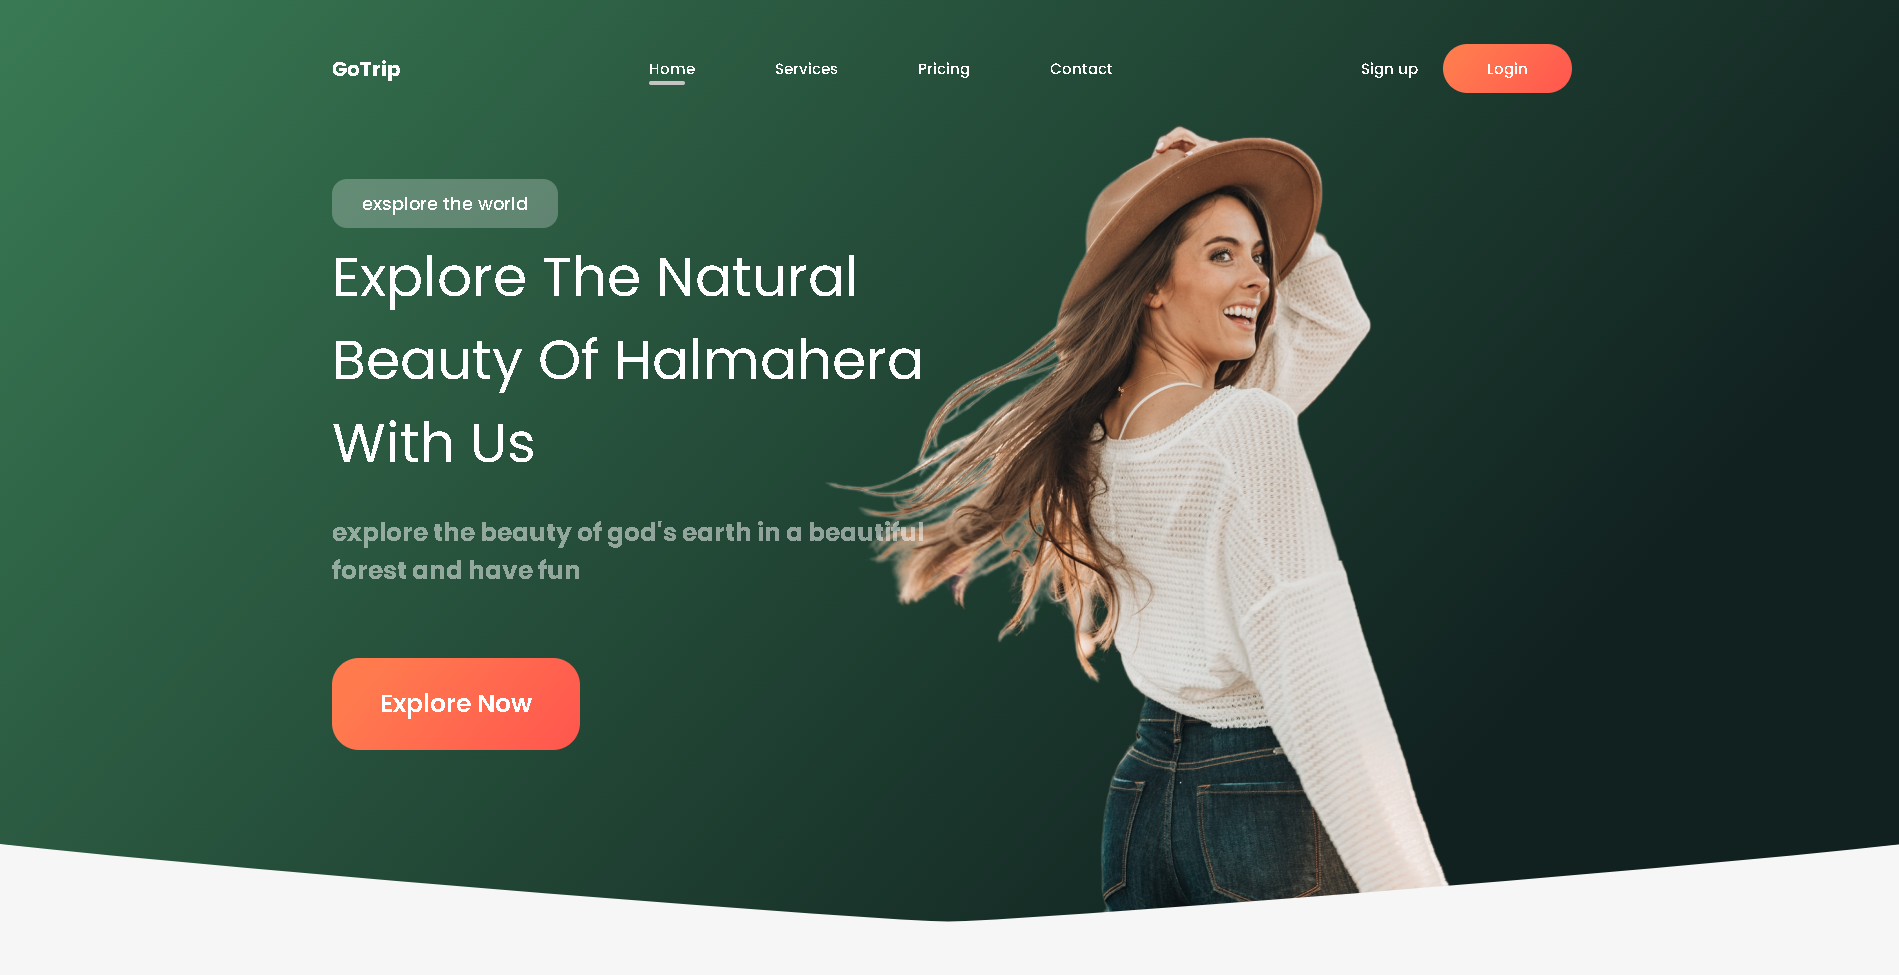 GoTrip
Home
Services
Pricing
Contact
Sign up
Login
exsplore the world
Explore The Natural
Beauty Of Halmahera
With Us
explore the beauty of god's earth in a beautiful
forest and have fun
Explore Now